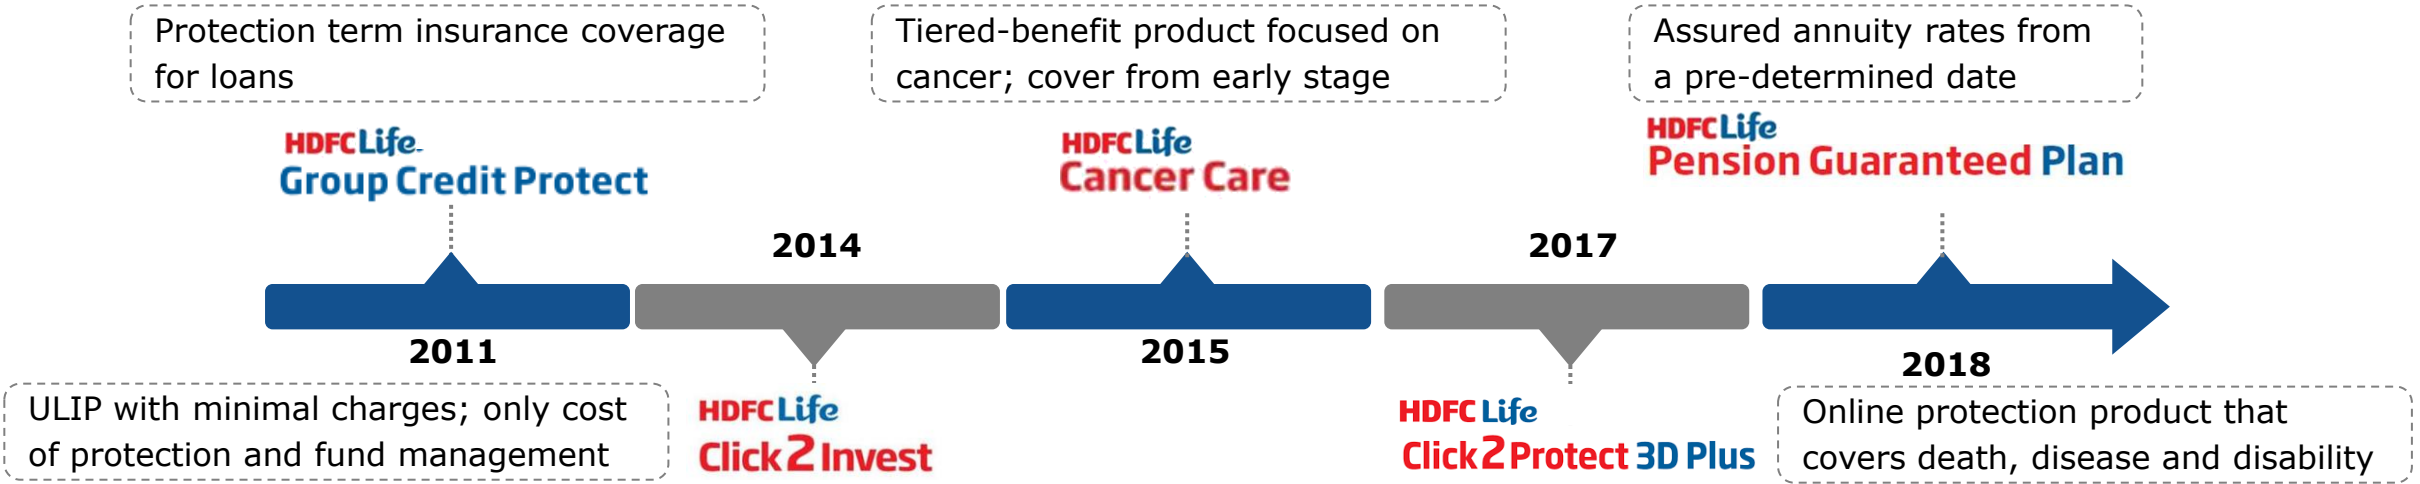 Protection term insurance coverage
for loans
Tiered-benefit product focused on
cancer; cover from early stage
Assured annuity rates from
a pre-determined date
HDFC Life
Group Credit Protect
HDFC Life
Cancer Care
HDFC Life
Pension Guaranteed Plan
2014
2017
2011
2015
2018
ULIP with minimal charges; only cost
of protection and fund management
HDFC Life
Click 2 Invest
HDFC Life
Click 2 Protect 3D Plus
Online protection product that
covers death, disease and disability